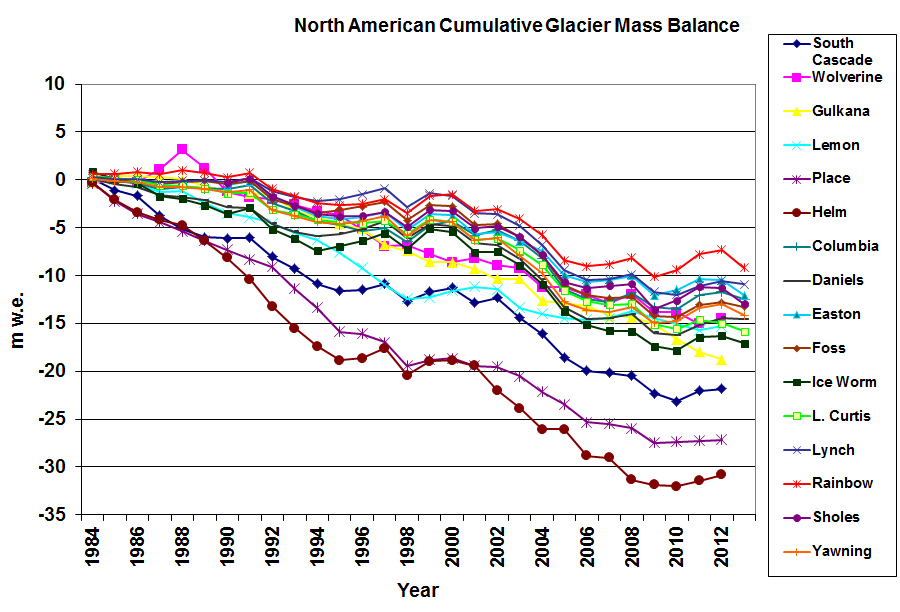 North American Cumulative Glacier Mass Balance
10
5
0
-5
-10
-15
-20
-25
-30
-35
m w.e.
1984
1986
1988
1990
1992
1994
1996
1998
2000
2002
2004
2006
2008
2010
2012
Year
South
Cascade
Wolverine
Gulkana
Lemon
Place
Helm
Columbia
Daniels
Easton
Foss
Ice Worm
L. Curtis
Lynch
Rainbow
Sholes
Yawning